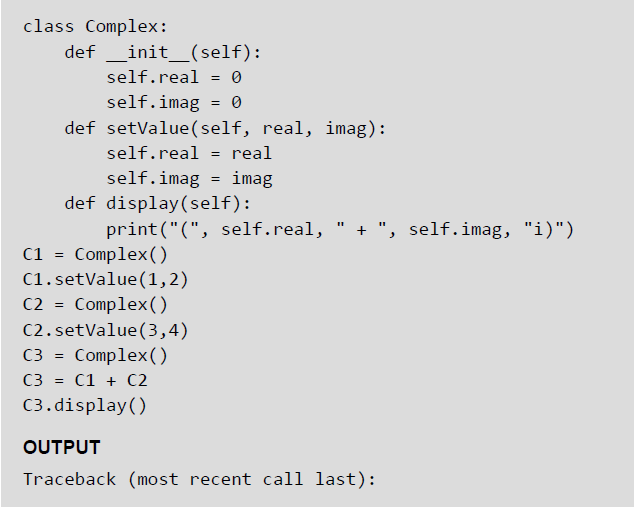 class Complex:
    def __init__(self):
        self.real = 0
        self.imag = 0
    def setValue(self, real, imag):
        self.real = real
        self.imag = imag
    def display(self):
        print("(", self.real, " + ", self.imag, "i)")
C1 = Complex()
C1.setValue(1,2)
C2 = Complex()
C2.setValue(3,4)
C3 = Complex()
C3 = C1 + C2
C3.display()
OUTPUT
Traceback (most recent call last):